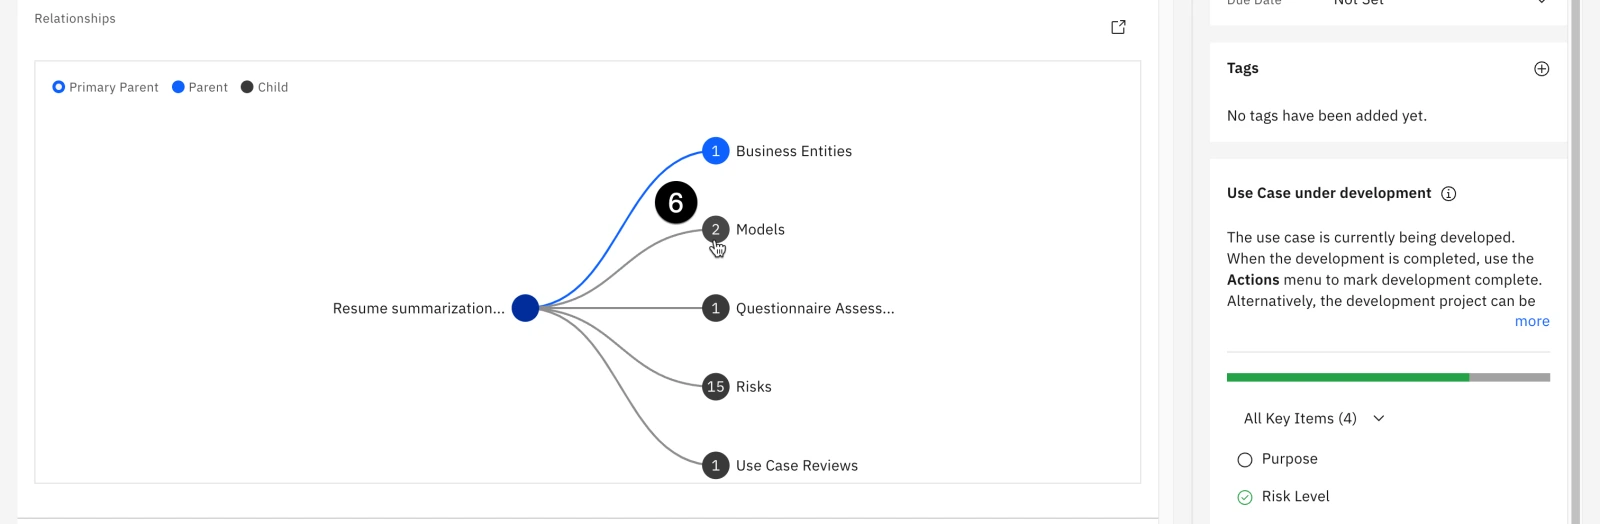 Relationships
Primary Parent
Parent
Child
1 Business Entities
6
2 Models
Resume summarization...
1 Questionnaire Assess...
15 Risks
1 Use Case Reviews
Due Date Not Set
Tags
No tags have been added yet.
Use Case under development
The use case is currently being developed.
When the development is completed, use the
Actions menu to mark development complete.
Alternatively, the development project can be
more
All Key Items (4)
Purpose
Risk Level